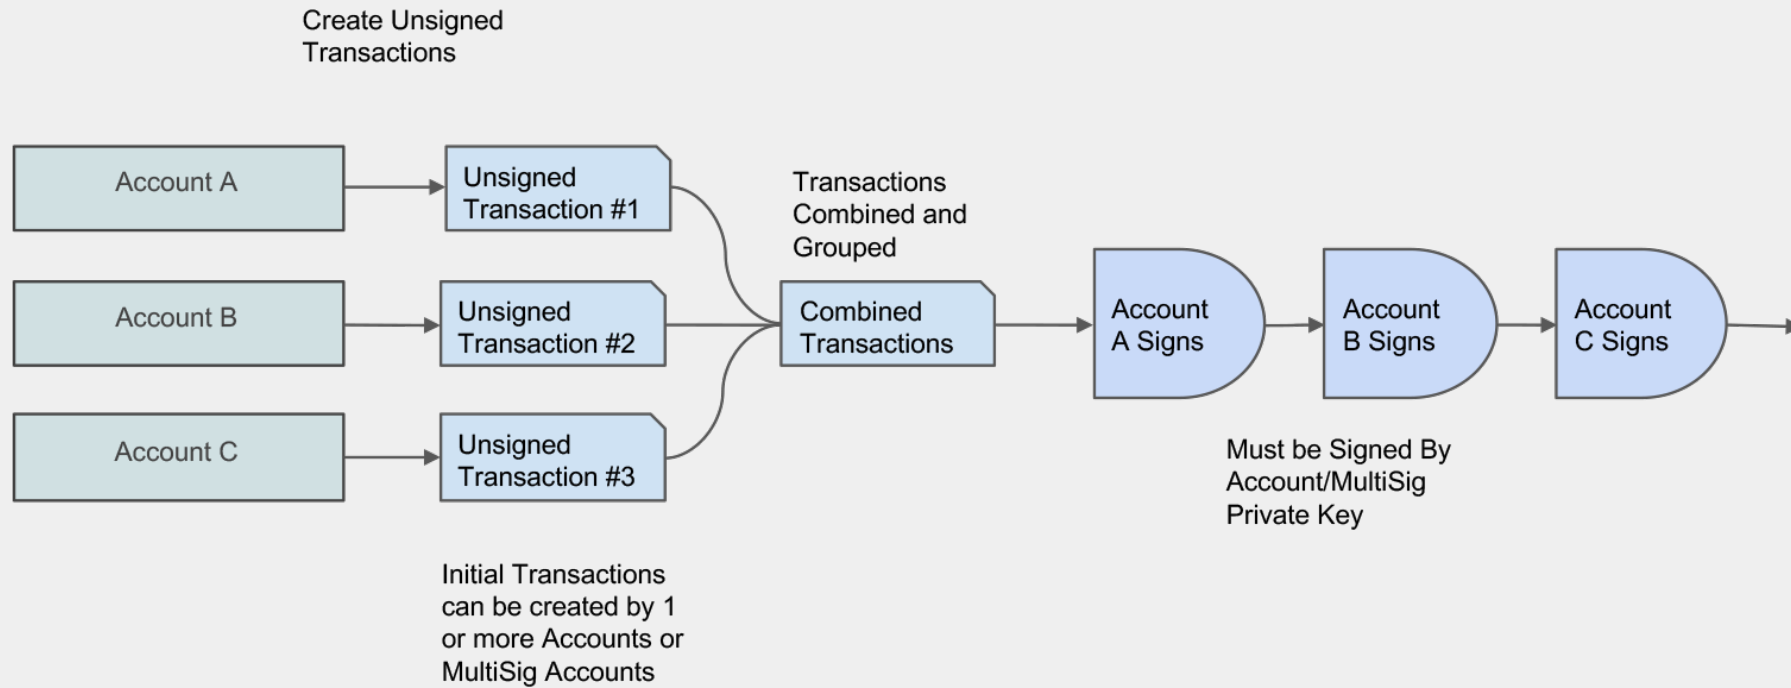 Create Unsigned
Transactions
Account A
Unsigned
Transaction #1
Account B
Unsigned
Transaction #2
Account C
Unsigned
Transaction #3
Initial Transactions
can be created by 1
or more Accounts or
MultiSig Accounts
Transactions
Combined and
Grouped
Combined
Transactions
Account
A Signs
Account
B Signs
Account
C Signs
Must be Signed By
Account/MultiSig
Private Key